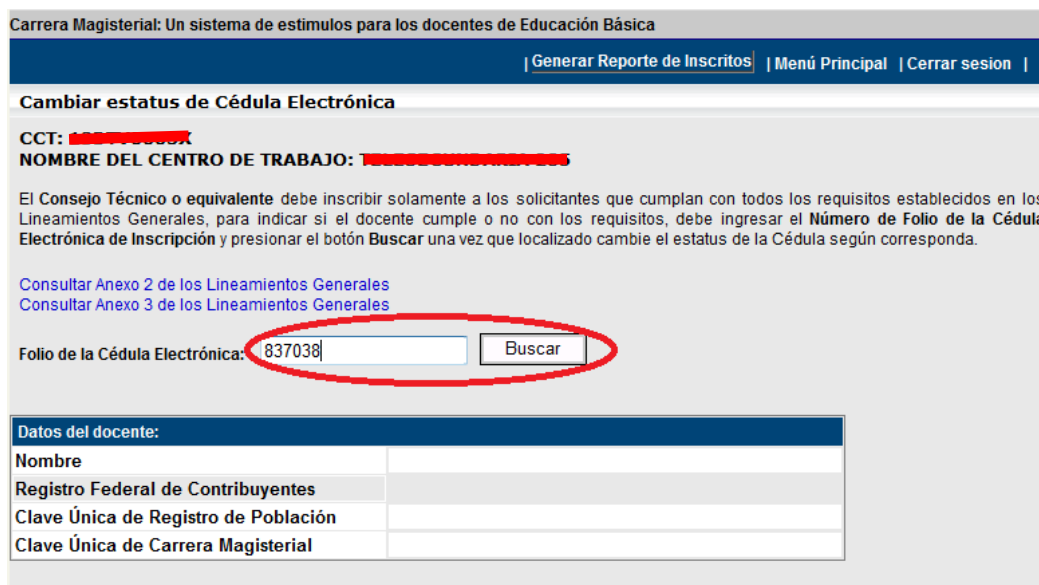 Carrera Magisterial: Un sistema de estimulos para los docentes de Educación Básica
| Generar Reporte de Inscritos | Menú Principal | Cerrar sesion |
Cambiar estatus de Cédula Electrónica
CCT:
NOMBRE DEL CENTRO DE TRABAJO:
El Consejo Técnico o equivalente debe inscribir solamente a los solicitantes que cumplan con todos los requisitos establecidos en los
Lineamientos Generales, para indicar si el docente cumple o no con los requisitos, debe ingresar el Número de Folio de la Cédula
Electrónica de Inscripción y presionar el botón Buscar una vez que localizado cambie el estatus de la Cédula según corresponda.
Consultar Anexo 2 de los Lineamientos Generales
Consultar Anexo 3 de los Lineamientos Generales
Folio de la Cédula Electrónica: 837038 Buscar
Datos del docente:
Nombre
Registro Federal de Contribuyentes
Clave Única de Registro de Población
Clave Única de Carrera Magisterial